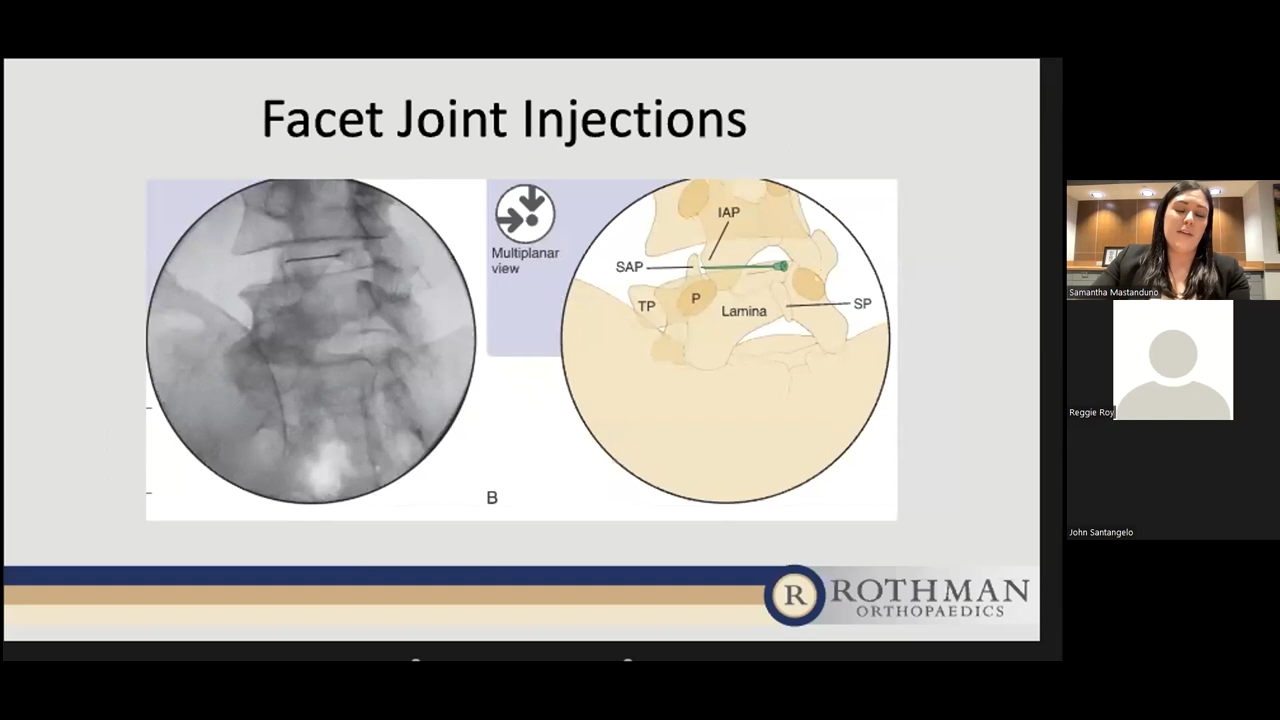 Facet Joint Injections
Multiplanar
view
IAP
SAP
TP
P
Lamina
SP
B
R
ROTHMAN
ORTHOPAEDICS
Samantha Mastanduno
Reggie Roy
John Santangelo